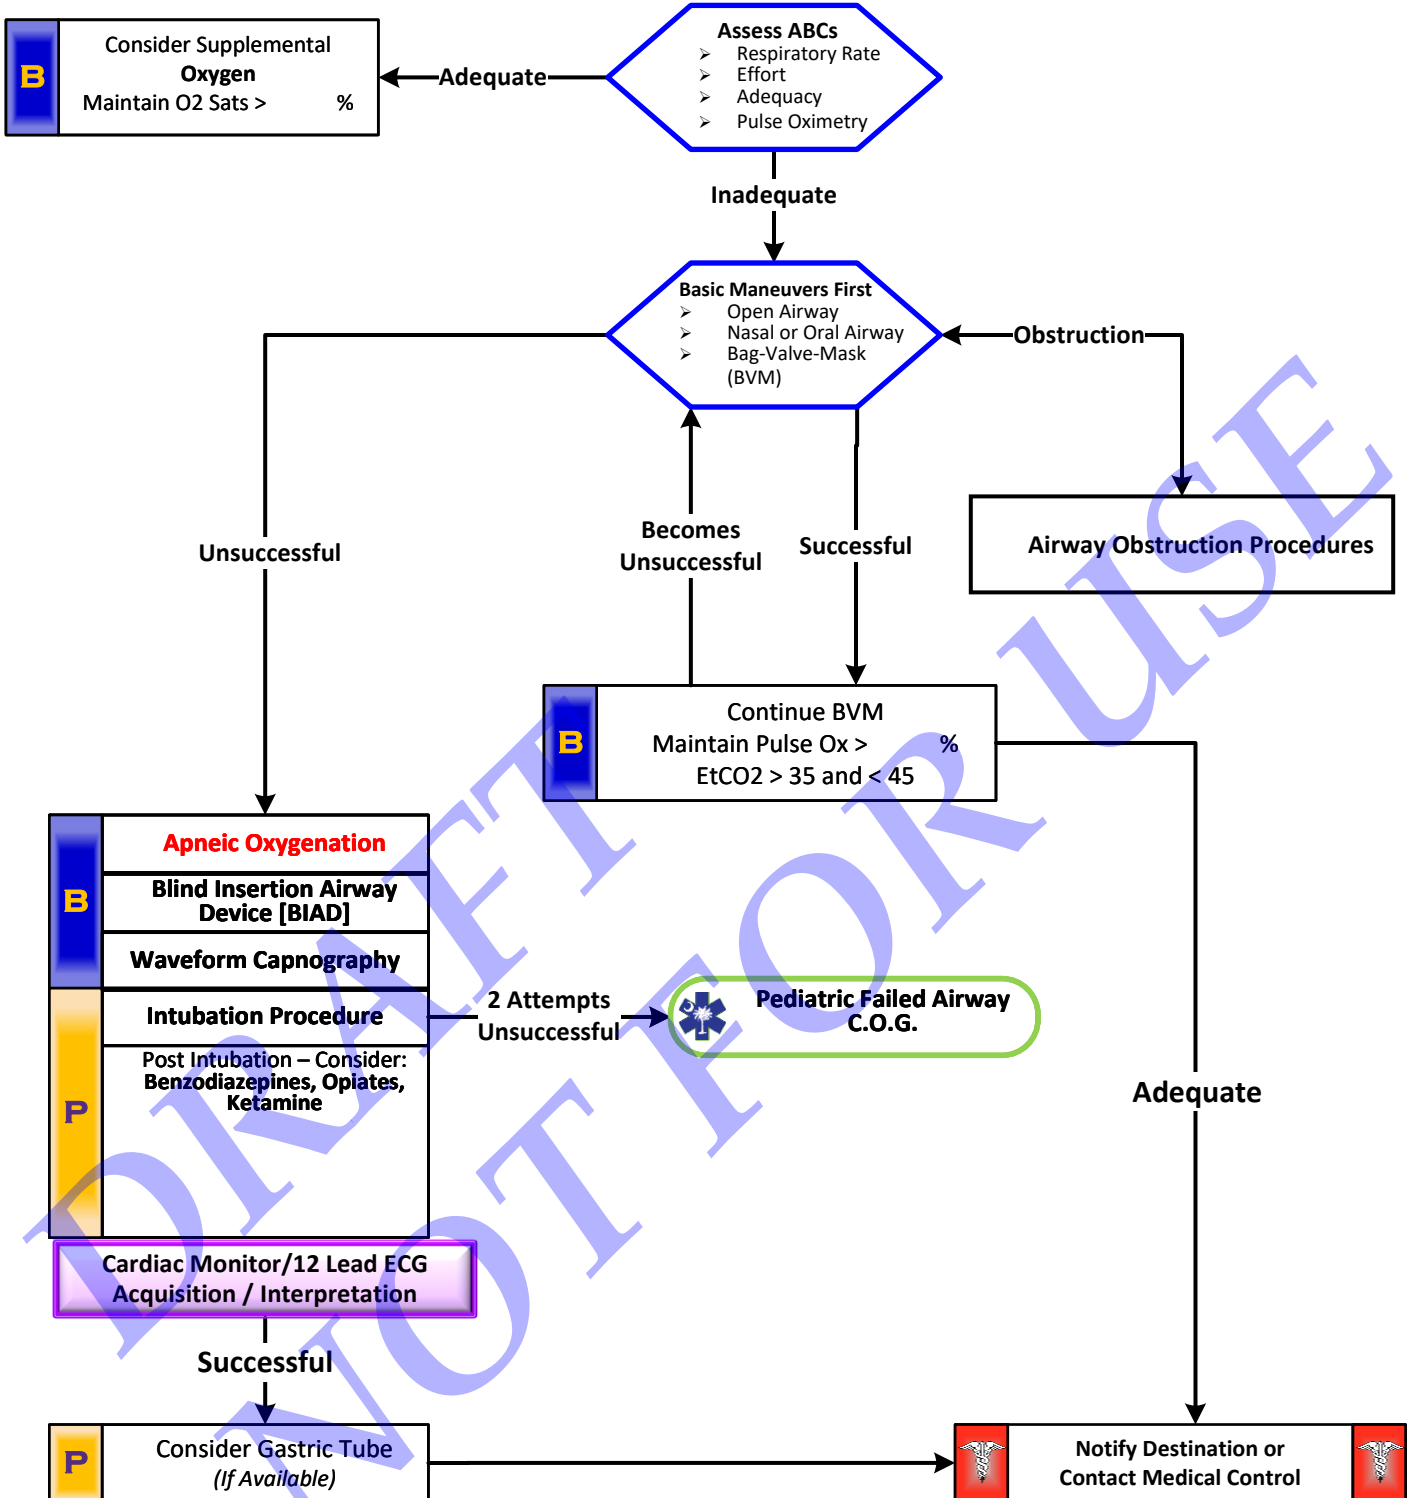 Assess ABCs
➢ Respiratory Rate
➢ Effort
➢ Adequacy
➢ Pulse Oximetry
Adequate
B
Consider Supplemental
Oxygen
Maintain O2 Sats >        %
Inadequate
Basic Maneuvers First
➢ Open Airway
➢ Nasal or Oral Airway
➢ Bag-Valve-Mask
(BVM)
Obstruction
Airway Obstruction Procedures
Unsuccessful
Becomes
Unsuccessful
Successful
B
Continue BVM
Maintain Pulse Ox >        %
EtCO2 > 35 and < 45
Adequate
B
Apneic Oxygenation
Blind Insertion Airway
Device [BIAD]
Waveform Capnography
P
Intubation Procedure
Post Intubation – Consider:
Benzodiazepines, Opiates,
Ketamine
2 Attempts
Unsuccessful
Pediatric Failed Airway
C.O.G.
Cardiac Monitor/12 Lead ECG
Acquisition / Interpretation
Successful
P
Consider Gastric Tube
(If Available)
Notify Destination or
Contact Medical Control
DRAFT
NOT FOR USE